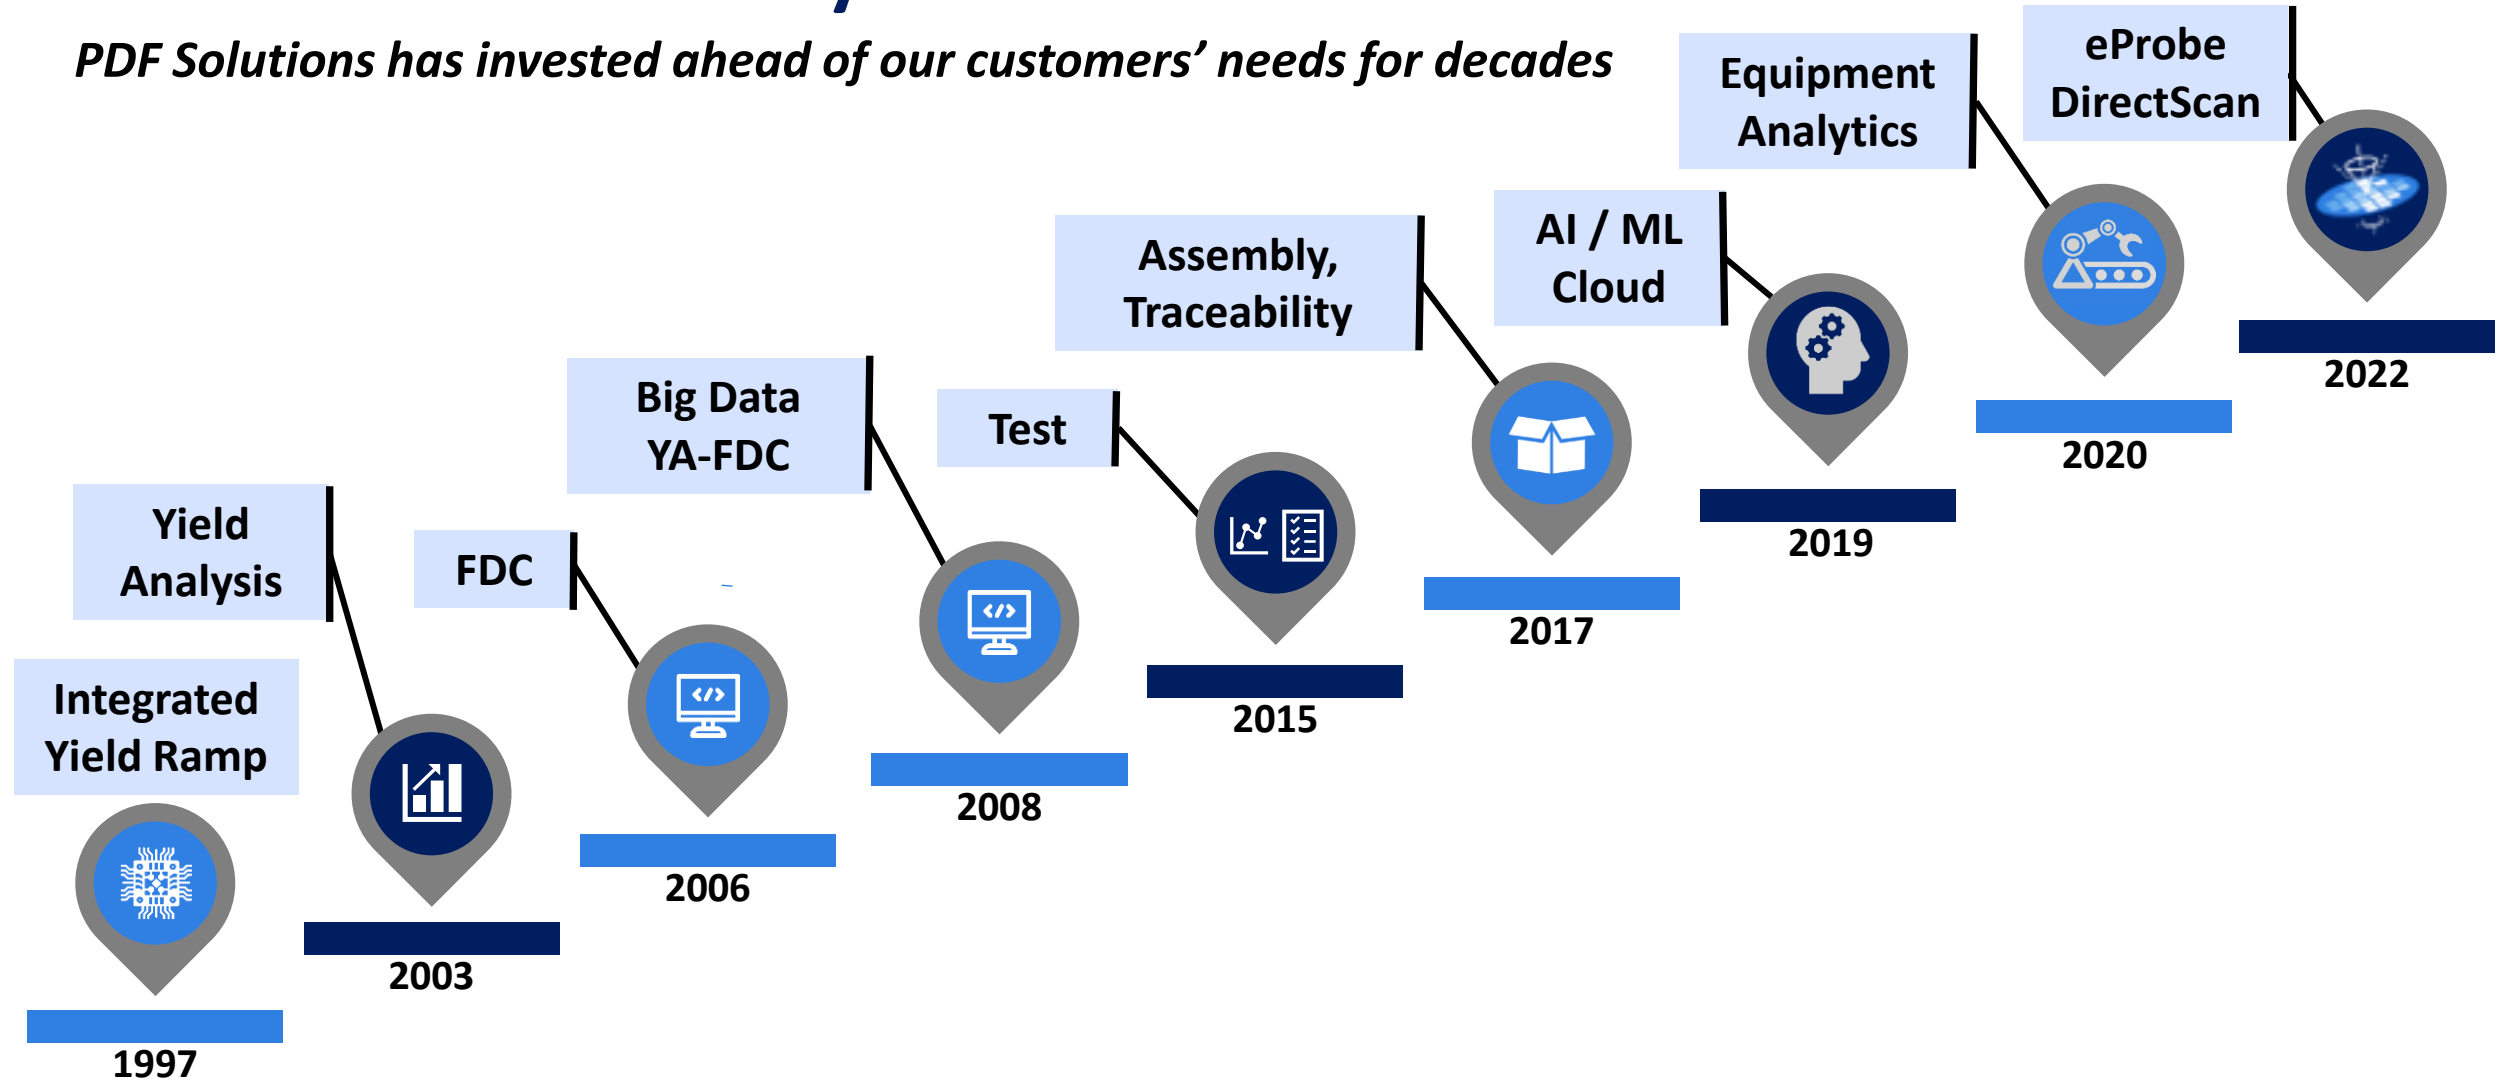 PDF Solutions has invested ahead of our customers’ needs for decades
Integrated
Yield Ramp
1997
Yield
Analysis
2003
FDC
2006
Big Data
YA-FDC
2008
Test
2015
Assembly,
Traceability
2017
AI / ML
Cloud
2019
Equipment
Analytics
2020
eProbe
DirectScan
2022